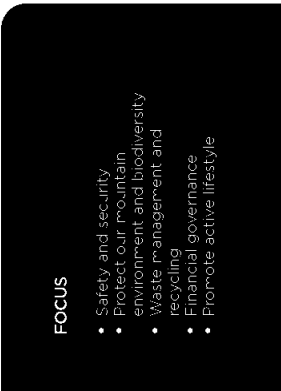 FOCUS
• Safety and security
• Protect our mountain
environment and biodiversity
• Waste management and
recycling
• Financial governance
• Promote active lifestyle